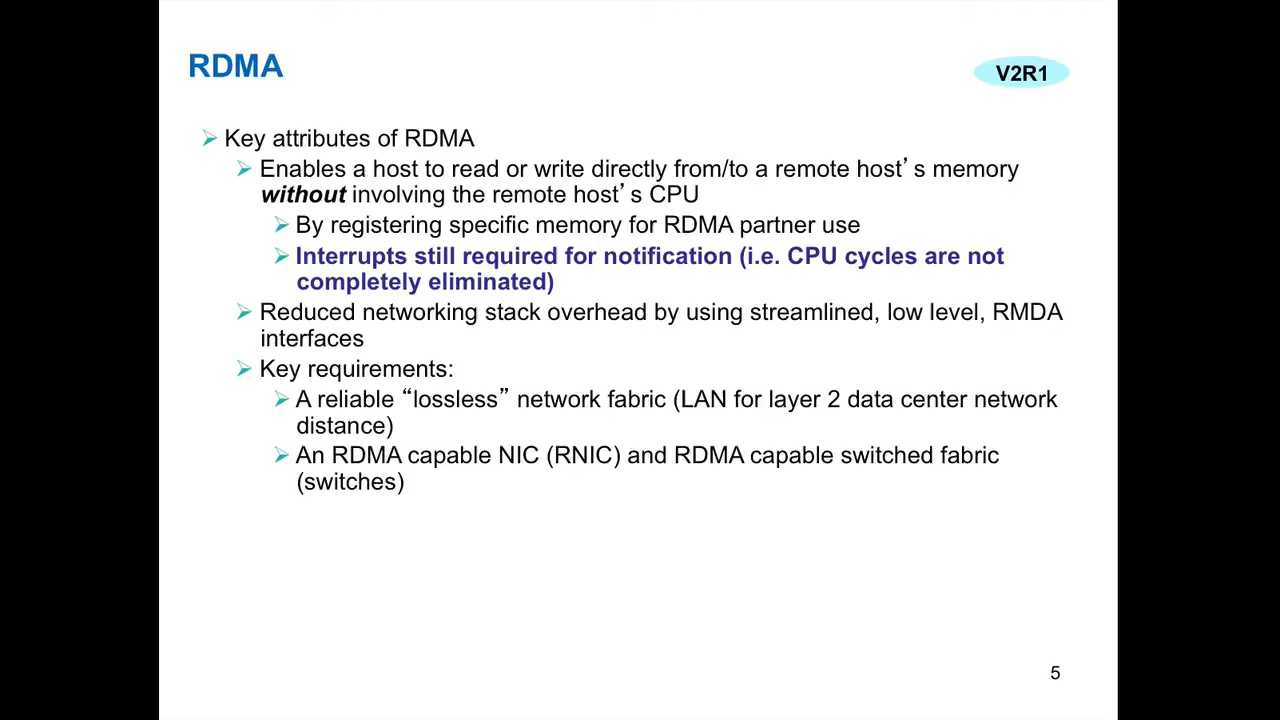 RDMA
V2R1
Key attributes of RDMA
Enables a host to read or write directly from/to a remote host’s memory
without involving the remote host’s CPU
By registering specific memory for RDMA partner use
Interrupts still required for notification (i.e. CPU cycles are not
completely eliminated)
Reduced networking stack overhead by using streamlined, low level, RMDA
interfaces
Key requirements:
A reliable “lossless” network fabric (LAN for layer 2 data center network
distance)
An RDMA capable NIC (RNIC) and RDMA capable switched fabric
(switches)
5